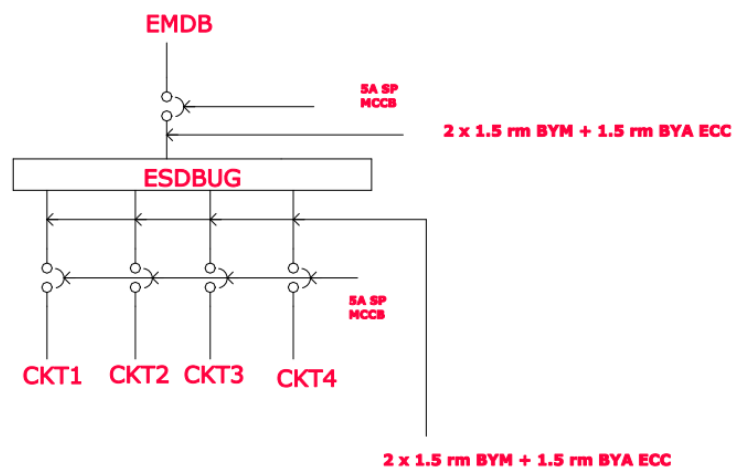 EMDB
5A SP
MCCB
2 x 1.5 rm BYM + 1.5 rm BYA ECC
ESDBUG
5A SP
MCCB
CKT1
CKT2
CKT3
CKT4
2 x 1.5 rm BYM + 1.5 rm BYA ECC